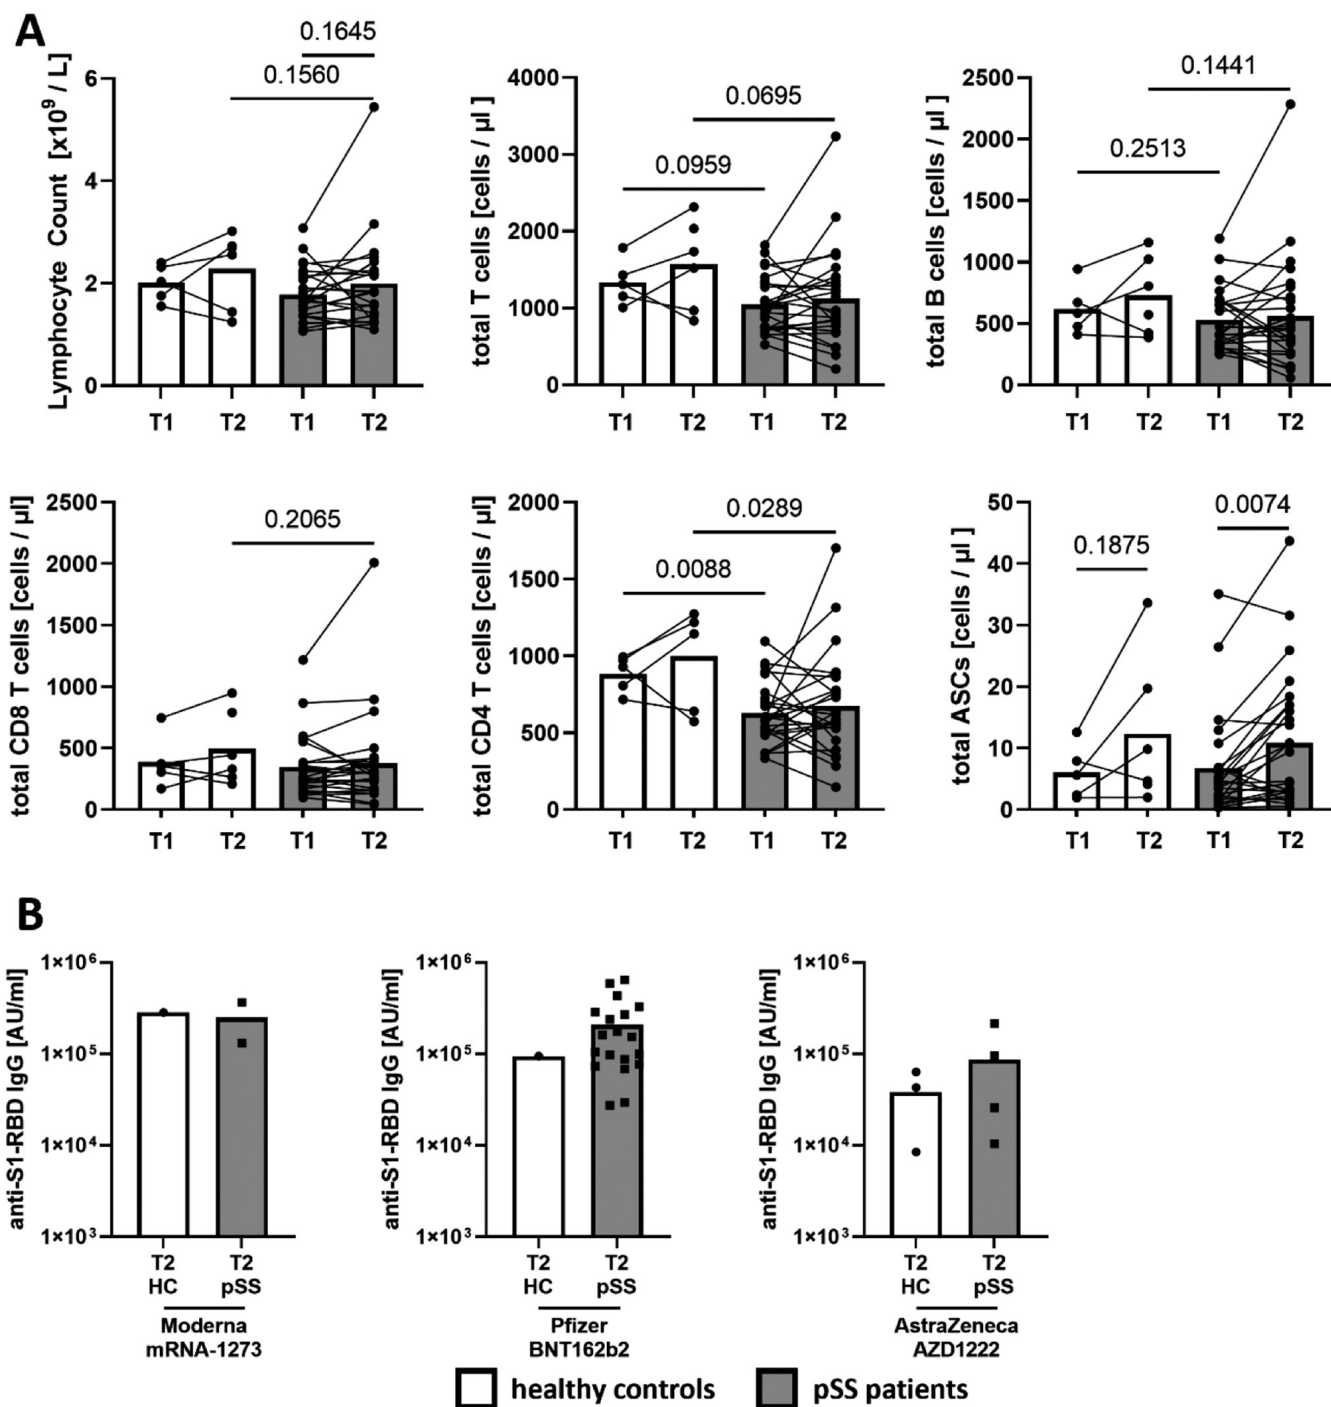 A
Lymphocyte Count [x10⁹ / L]
6
4
2
0
0.1645
0.1560
T1 T2 T1 T2
total T cells [cells / µl]
4000
3000
2000
1000
0
0.0695
0.0959
T1 T2 T1 T2
total B cells [cells / µl]
2500
2000
1500
1000
500
0
0.1441
0.2513
T1 T2 T1 T2
total CD8 T cells [cells / µl]
2500
2000
1500
1000
500
0
0.2065
T1 T2 T1 T2
total CD4 T cells [cells / µl]
2000
1500
1000
500
0
0.0289
0.0088
T1 T2 T1 T2
total ASCs [cells / µl]
50
40
30
20
10
0
0.0074
0.1875
T1 T2 T1 T2
B
anti-S1-RBD IgG [AU/ml]
1×10⁶
1×10⁵
1×10⁴
1×10³
T2 T2
HC pSS
Moderna
mRNA-1273
anti-S1-RBD IgG [AU/ml]
1×10⁶
1×10⁵
1×10⁴
1×10³
T2 T2
HC pSS
Pfizer
BNT162b2
anti-S1-RBD IgG [AU/ml]
1×10⁶
1×10⁵
1×10⁴
1×10³
T2 T2
HC pSS
AstraZeneca
AZD1222
healthy controls pSS patients